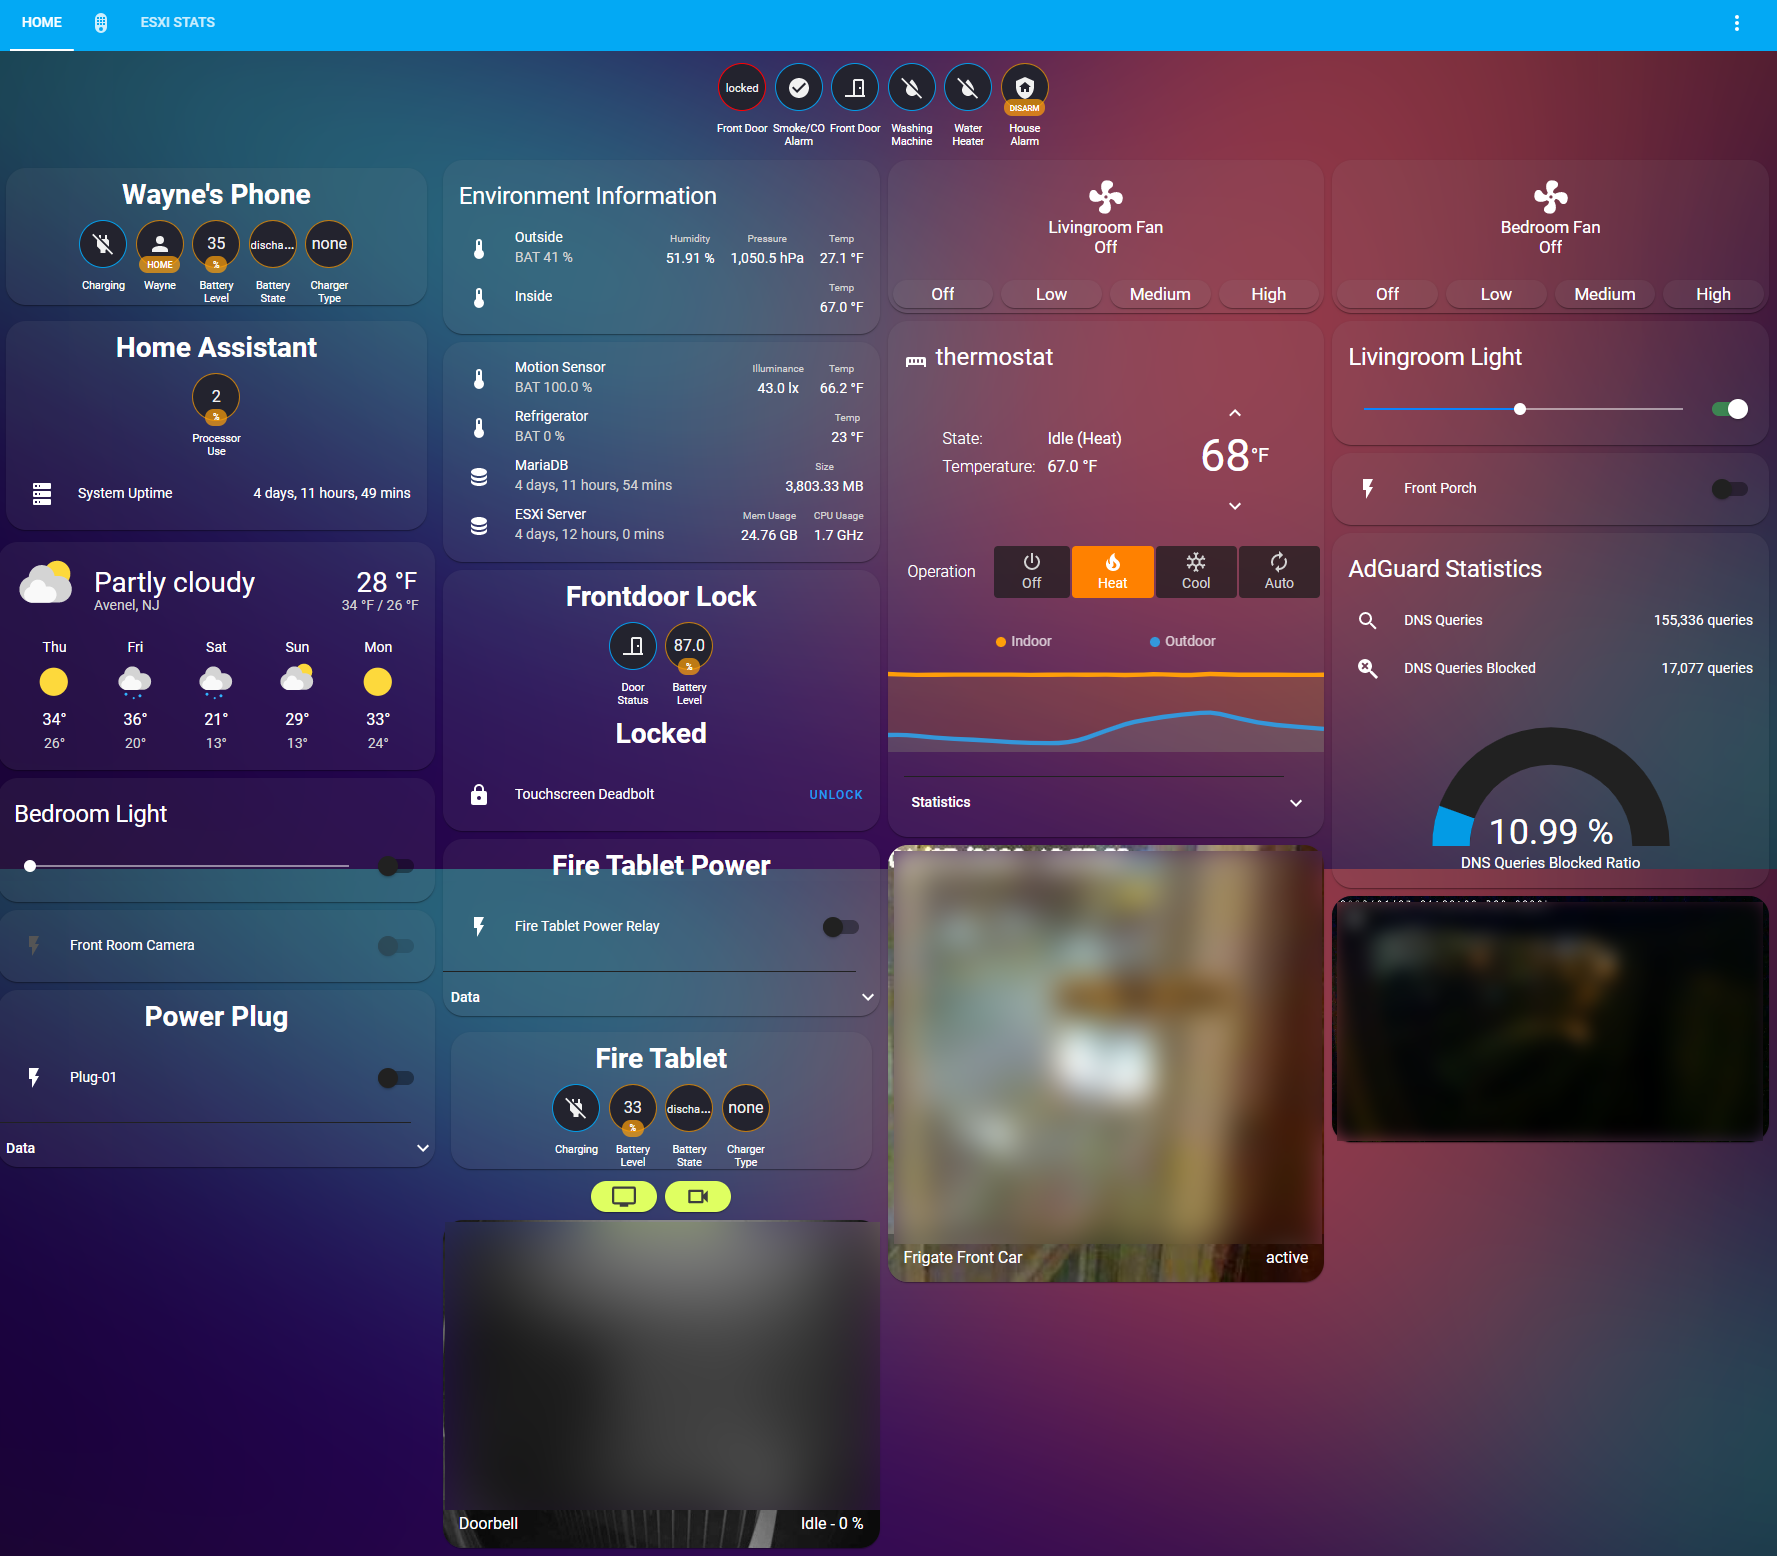 HOME
ESXI STATS
locked
DISARM
Front Door
Smoke/CO Alarm
Front Door
Washing Machine
Water Heater
House Alarm
Wayne's Phone
HOME
35
%
discha...
none
Charging
Wayne
Battery Level
Battery State
Charger Type
Home Assistant
2
%
Processor Use
System Uptime
4 days, 11 hours, 49 mins
Partly cloudy
28 °F
Avenel, NJ
34 °F / 26 °F
Thu Fri Sat Sun Mon
34° 36° 21° 29° 33°
26° 20° 13° 13° 24°
Bedroom Light
Front Room Camera
Power Plug
Plug-01
Data
Environment Information
Outside
BAT 41 %
Humidity Pressure Temp
51.91 % 1,050.5 hPa 27.1 °F
Inside
Temp
67.0 °F
Motion Sensor
BAT 100.0 %
Illuminance Temp
43.0 lx 66.2 °F
Refrigerator
BAT 0 %
Temp
23 °F
MariaDB
4 days, 11 hours, 54 mins
Size
3,803.33 MB
ESXi Server
4 days, 12 hours, 0 mins
Mem Usage CPU Usage
24.76 GB 1.7 GHz
Frontdoor Lock
87.0
%
Door Status
Battery Level
Locked
Touchscreen Deadbolt
UNLOCK
Fire Tablet Power
Fire Tablet Power Relay
Data
Fire Tablet
33
%
discha...
none
Charging
Battery Level
Battery State
Charger Type
Doorbell
Idle - 0 %
Livingroom Fan
Off
Off Low Medium High
thermostat
State: Idle (Heat)
Temperature: 67.0 °F
68 °F
Operation
Off Heat Cool Auto
Indoor Outdoor
Statistics
Frigate Front Car
active
Bedroom Fan
Off
Off Low Medium High
Livingroom Light
Front Porch
AdGuard Statistics
DNS Queries
155,336 queries
DNS Queries Blocked
17,077 queries
10.99 %
DNS Queries Blocked Ratio